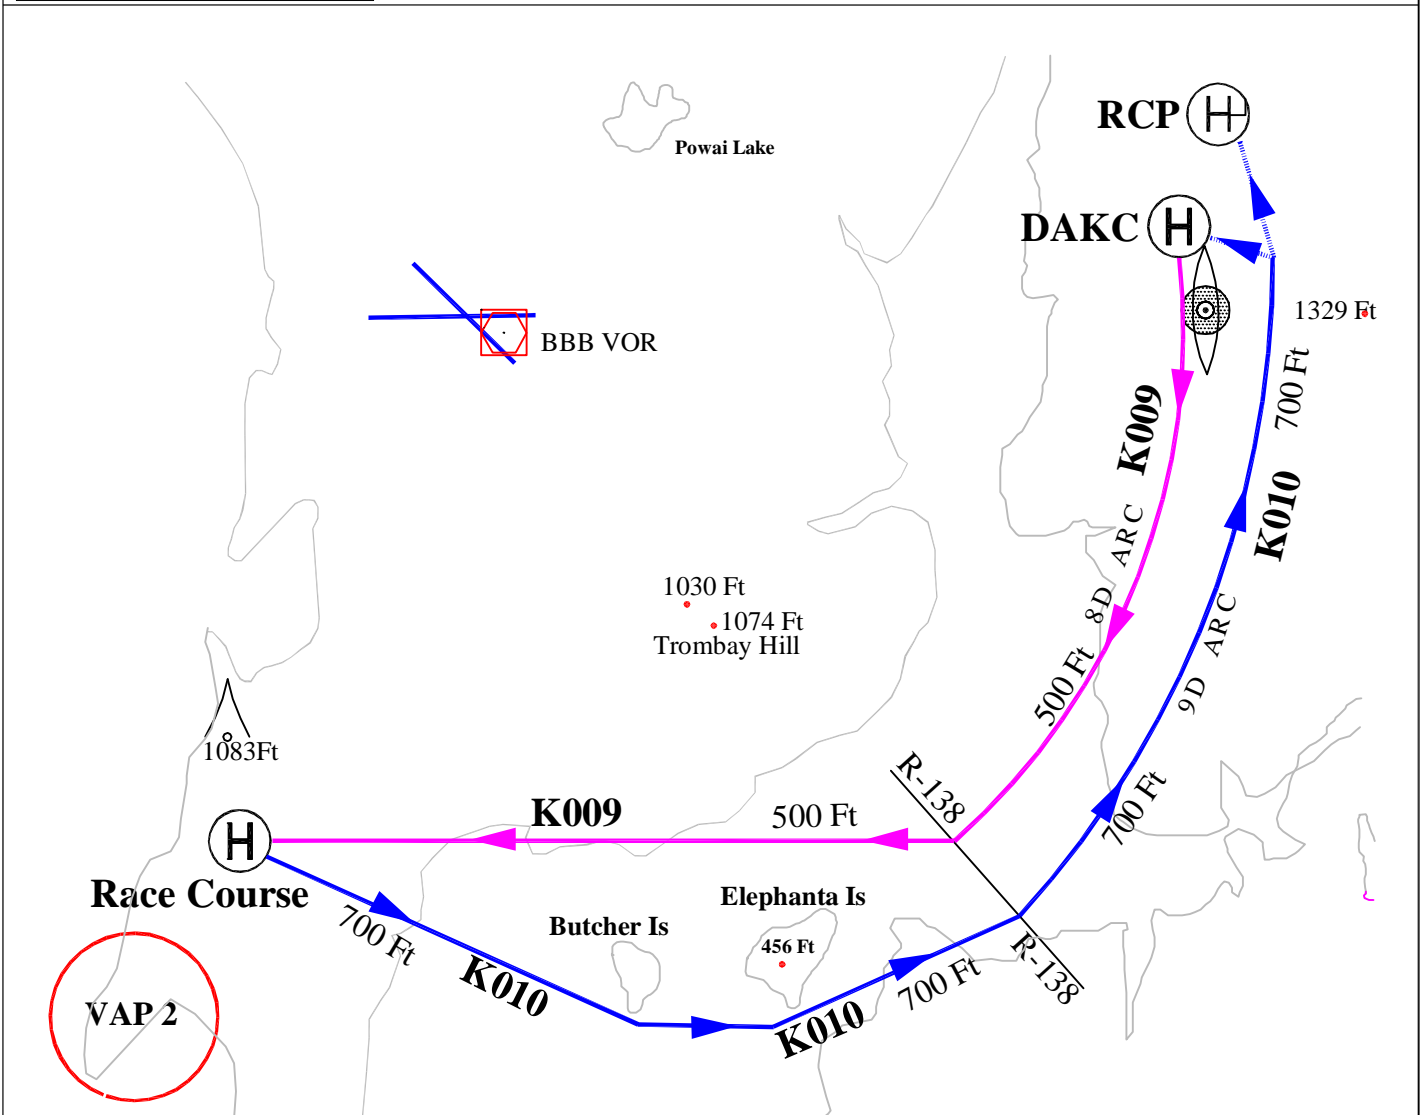 RCP H
Powai Lake
DAKC H
1329 Ft
BBB VOR
700 Ft
K009
K010
8D ARC
1030 Ft
1074 Ft
Trombay Hill
9D ARC
500 Ft
1083Ft
R-138
K009
500 Ft
700 Ft
H
Race Course
Elephanta Is
Butcher Is
456 Ft
700 Ft
K010
700 Ft
R-138
VAP 2
K010